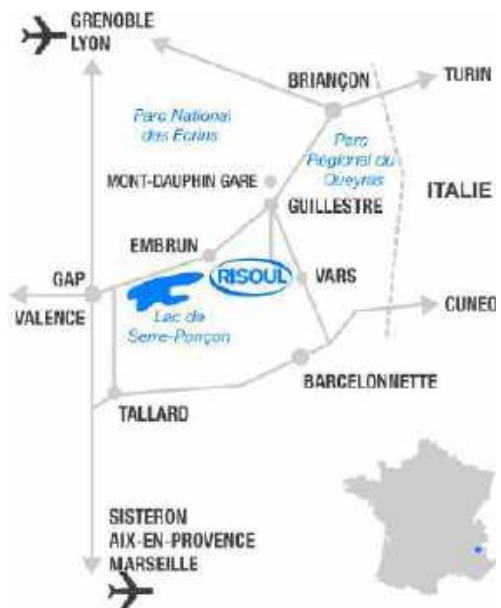 GRENOBLE
LYON
BRIANÇON
TURIN
Parc National
des Ecrins
Parc
Régional du
Queyras
MONT-DAUPHIN GARE
ITALIE
GUILLESTRE
EMBRUN
RISOUL
GAP
VARS
VALENCE
CUNEO
Lac de
Serre-Ponçon
BARCELONNETTE
TALLARD
SISTERON
AIX-EN-PROVENCE
MARSEILLE